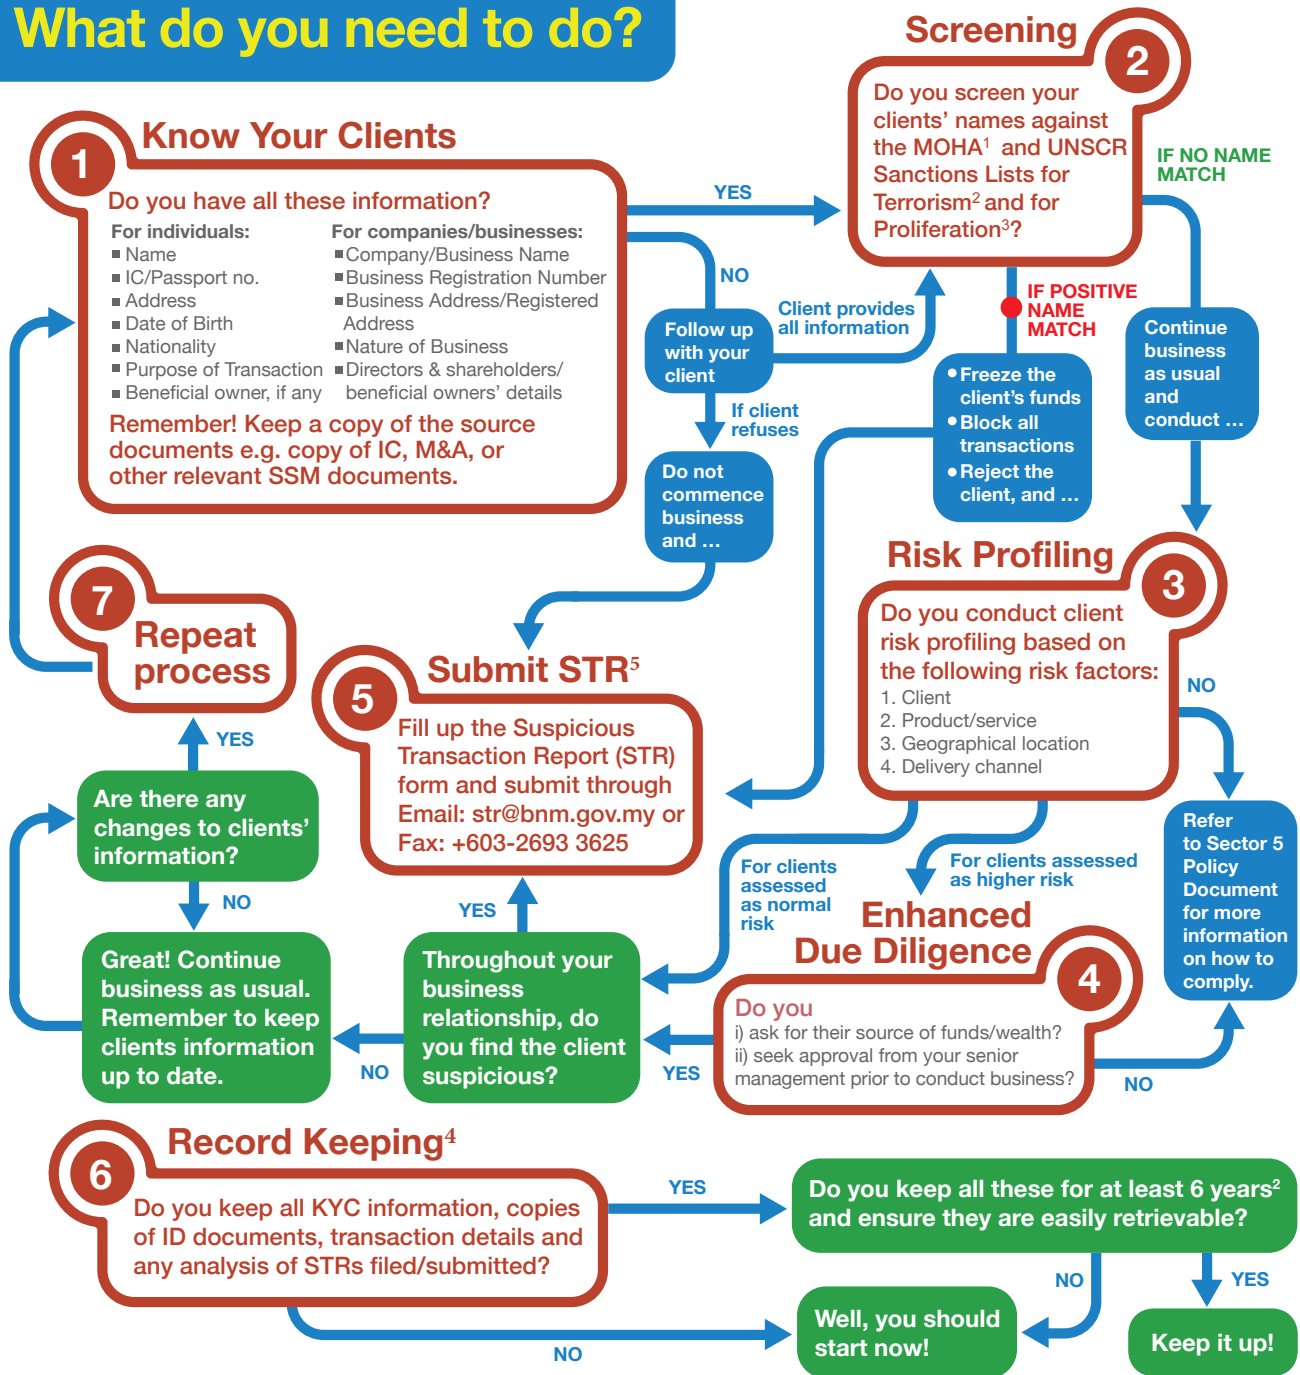 What do you need to do?
1
Know Your Clients
Do you have all these information?
For individuals:
■ Name
■ IC/Passport no.
■ Address
■ Date of Birth
■ Nationality
■ Purpose of Transaction
■ Beneficial owner, if any
For companies/businesses:
■ Company/Business Name
■ Business Registration Number
■ Business Address/Registered
Address
■ Nature of Business
■ Directors & shareholders/
beneficial owners' details
Remember! Keep a copy of the source
documents e.g. copy of IC, M&A, or
other relevant SSM documents.
YES
NO
Follow up
with your
client
Client provides
all information
If client
refuses
Do not
commence
business
and ...
Screening
2
Do you screen your
clients' names against
the MOHA¹ and UNSCR
Sanctions Lists for
Terrorism² and for
Proliferation³?
IF NO NAME
MATCH
IF POSITIVE
NAME
MATCH
• Freeze the
client's funds
• Block all
transactions
• Reject the
client, and ...
Continue
business
as usual
and
conduct ...
Risk Profiling
3
Do you conduct client
risk profiling based on
the following risk factors:
1. Client
2. Product/service
3. Geographical location
4. Delivery channel
NO
Refer
to Sector 5
Policy
Document
for more
information
on how to
comply.
For clients
assessed
as normal
risk
For clients assessed
as higher risk
Enhanced
Due Diligence
4
Do you
i) ask for their source of funds/wealth?
ii) seek approval from your senior
management prior to conduct business?
YES
NO
Submit STR⁵
5
Fill up the Suspicious
Transaction Report (STR)
form and submit through
Email: str@bnm.gov.my or
Fax: +603-2693 3625
YES
Throughout your
business
relationship, do
you find the client
suspicious?
NO
7
Repeat
process
YES
Are there any
changes to clients'
information?
NO
Great! Continue
business as usual.
Remember to keep
clients information
up to date.
Record Keeping⁴
6
Do you keep all KYC information, copies
of ID documents, transaction details and
any analysis of STRs filed/submitted?
YES
Do you keep all these for at least 6 years²
and ensure they are easily retrievable?
NO
YES
NO
Well, you should
start now!
Keep it up!